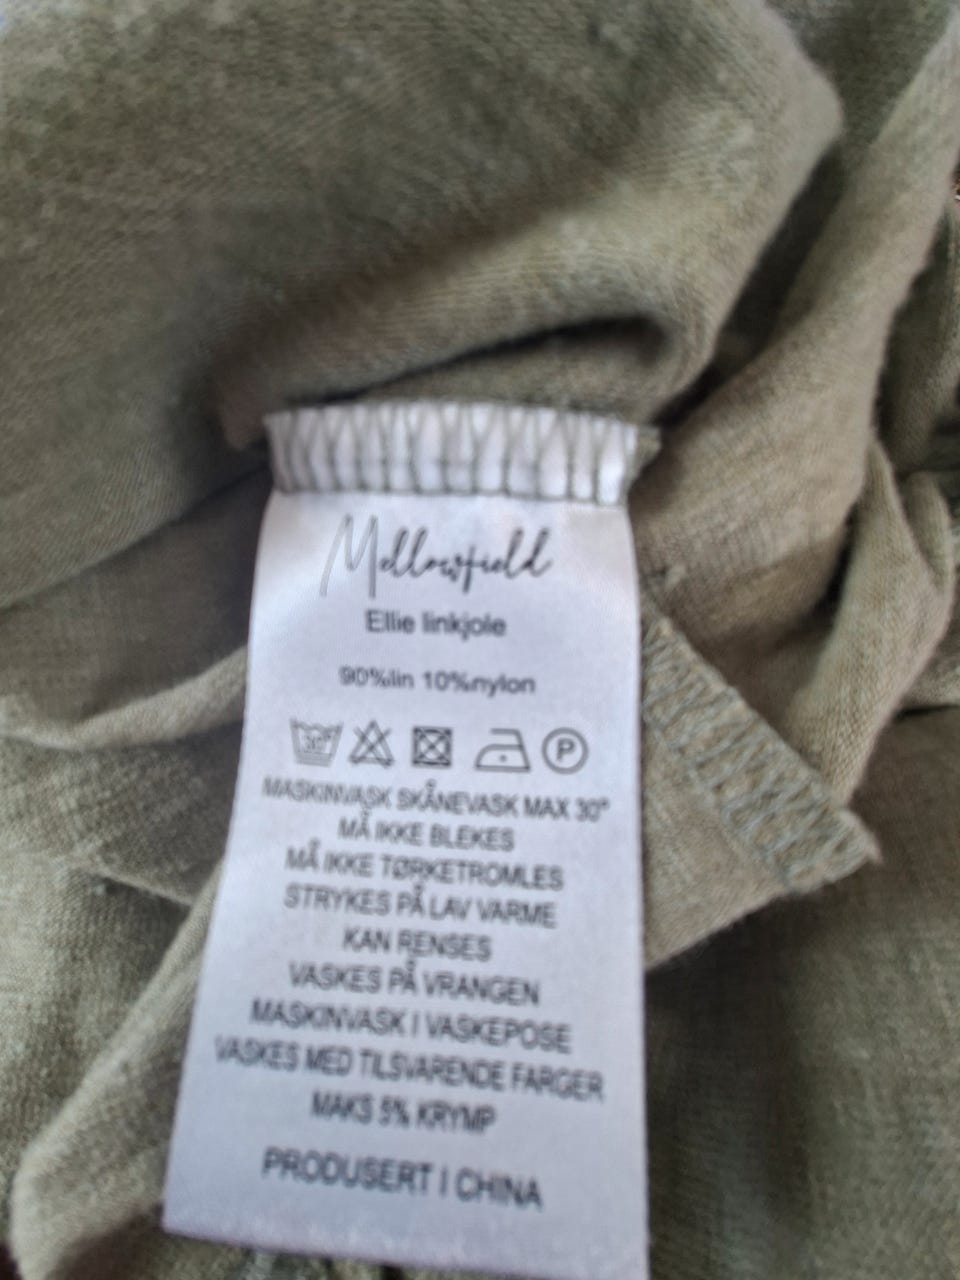 Mellowfield
Ellie linkjole
90%lin 10%nylon
30°
P
MASKINVASK SKÅNEVASK MAX 30°
MÅ IKKE BLEKES
MÅ IKKE TØRKETROMLES
STRYKES PÅ LAV VARME
KAN RENSES
VASKES PÅ VRANGEN
MASKINVASK I VASKEPOSE
VASKES MED TILSVARENDE FARGER
MAKS 5% KRYMP
PRODUSERT I CHINA